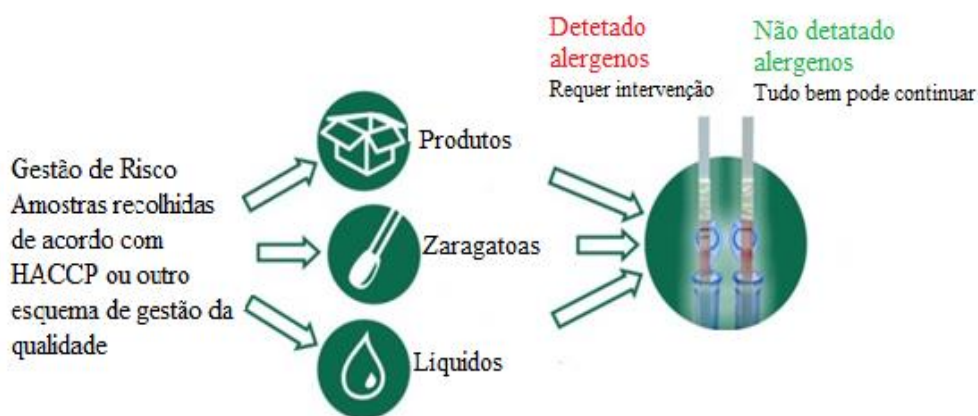 Gestão de Risco
Amostras recolhidas
de acordo com
HACCP ou outro
esquema de gestão da
qualidade
Produtos
Zaragatoas
Líquidos
Detetado
alergenos
Requer intervenção
Não detatado
alergenos
Tudo bem pode continuar